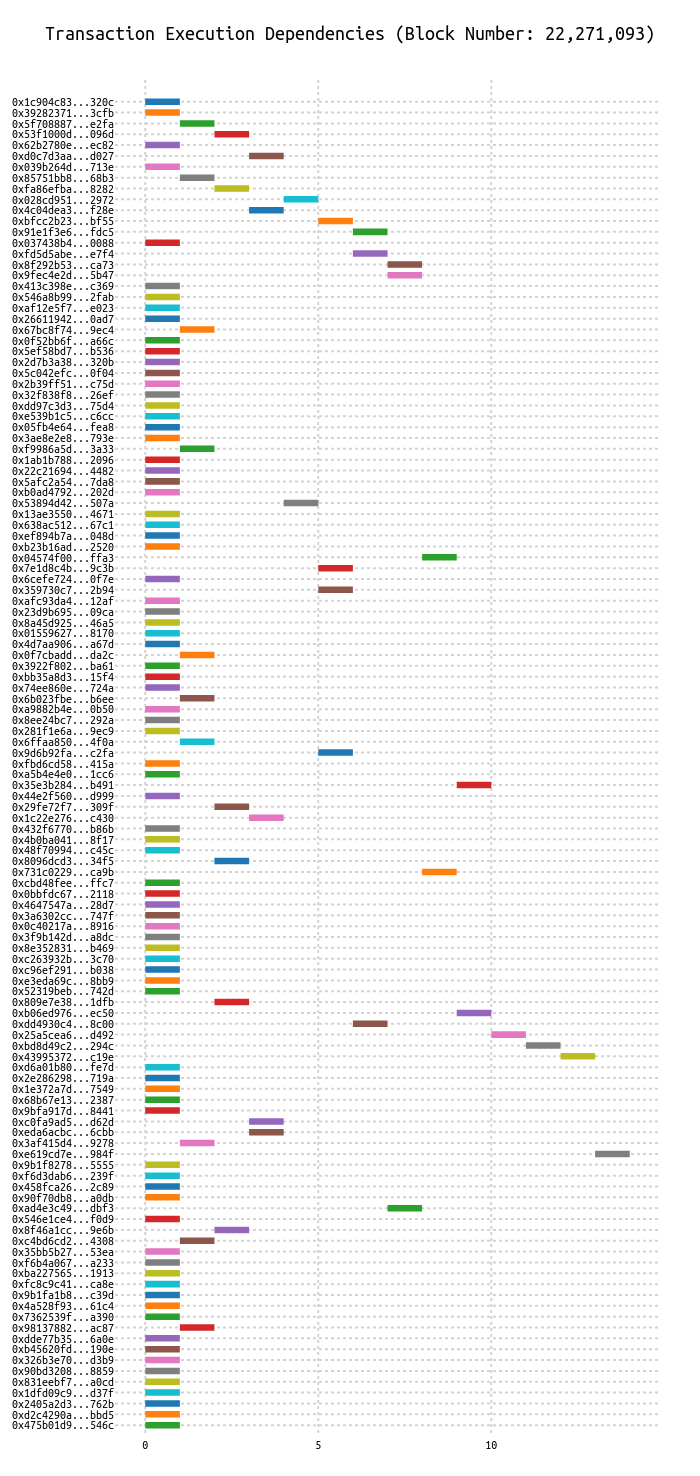 Transaction Execution Dependencies (Block Number: 22,271,093)
0x1c904c83...320c
0x39282371...3cfb
0x5f708887...e2fa
0x53f1000d...096d
0x62b2780e...ec82
0xd0c7d3aa...d027
0x039b264d...713e
0x85751bb8...68b3
0xfa86efba...8282
0x028cd951...2972
0x4c04dea3...f28e
0xbfcc2b23...bf55
0x91e1f3e6...fdc5
0x037438b4...0088
0xfd5d5abe...e7f4
0x8f292b53...ca73
0x9fec4e2d...5b47
0x413c398e...c369
0x546a8b99...2fab
0xaf12e5f7...e023
0x26611942...0ad7
0x67bc8f74...9ec4
0x0f52bb6f...a66c
0x5ef58bd7...b536
0x2d7b3a38...320b
0x5c042efc...0f04
0x2b39ff51...c75d
0x32f838f8...26ef
0xdd97c3d3...75d4
0xe539b1c5...c6cc
0x05fb4e64...fea8
0x3ae8e2e8...793e
0xf9986a5d...3a33
0x1ab1b788...2096
0x22c21694...4482
0x5afc2a54...7da8
0xb0ad4792...202d
0x53894d42...507a
0x13ae3550...4671
0x638ac512...67c1
0xef894b7a...048d
0xb23b16ad...2520
0x04574f00...ffa3
0x7e1d8c4b...9c3b
0x6cefe724...0f7e
0x359730c7...2b94
0xafc93da4...12af
0x23d9b695...09ca
0x8a45d925...46a5
0x01559627...8170
0x4d7aa906...a67d
0x0f7cbadd...da2c
0x3922f802...ba61
0xbb35a8d3...15f4
0x74ee860e...724a
0x6b023fbe...b6ee
0xa9882b4e...0b50
0x8ee24bc7...292a
0x281f1e6a...9ec9
0x6ffaa850...4f0a
0x9d6b92fa...c2fa
0xfbd6cd58...415a
0xa5b4e4e0...1cc6
0x35e3b284...b491
0x44e2f560...d999
0x29fe72f7...309f
0x1c22e276...c430
0x432f6770...b86b
0x4b0ba041...8f17
0x48f70994...c45c
0x8096dcd3...34f5
0x731c0229...ca9b
0xcbd48fee...ffc7
0x0bbfdc67...2118
0x4647547a...28d7
0x3a6302cc...747f
0x0c40217a...8916
0x3f9b142d...a8dc
0x8e352831...b469
0xc263932b...3c70
0xc96ef291...b038
0xe3eda69c...8bb9
0x52319beb...742d
0x809e7e38...1dfb
0xb06ed976...ec50
0xdd4930c4...8c00
0x25a5cea6...d492
0xbd8d49c2...294c
0x43995372...c19e
0xd6a01b80...fe7d
0x2e286298...719a
0x1e372a7d...7549
0x68b67e13...2387
0x9bfa917d...8441
0xc0fa9ad5...d62d
0xeda6acbc...6cbb
0x3af415d4...9278
0xe619cd7e...984f
0x9b1f8278...5555
0xf6d3dab6...239f
0x458fca26...2c89
0x90f70db8...a0db
0xad4e3c49...dbf3
0x546e1ce4...f0d9
0x8f46a1cc...9e6b
0xc4bd6cd2...4308
0x35bb5b27...53ea
0xf6b4a067...a233
0xba227565...1913
0xfc8c9c41...ca8e
0x9b1fa1b8...c39d
0x4a528f93...61c4
0x7362539f...a390
0x98137882...ac87
0xdde77b35...6a0e
0xb45620fd...190e
0x326b3e70...d3b9
0x90bd3208...8859
0x831eebf7...a0cd
0x1dfd09c9...d37f
0x2405a2d3...762b
0xd2c4290a...bbd5
0x475b01d9...546c
0 5 10